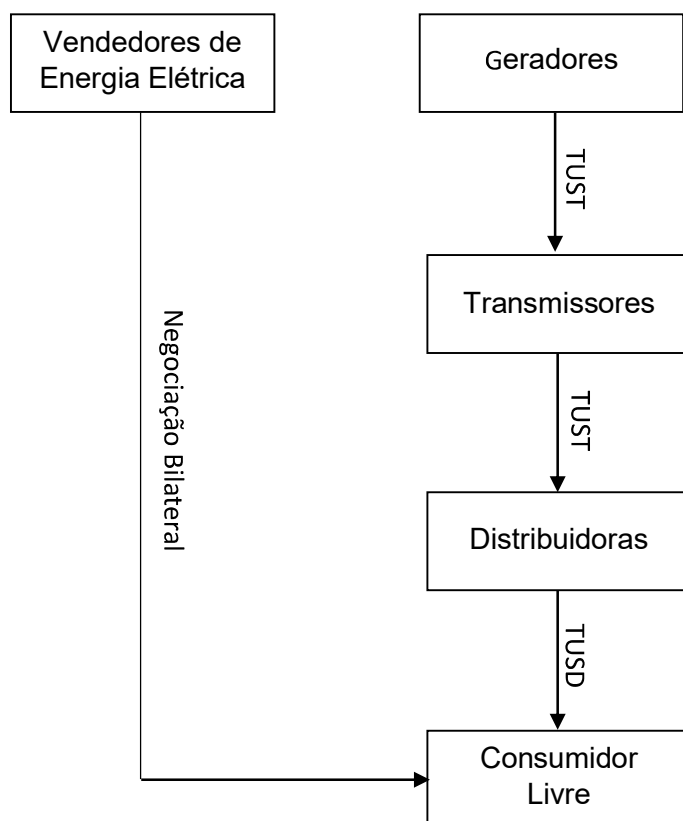 Vendedores de
Energia Elétrica
Geradores
TUST
Transmissores
TUST
Negociação Bilateral
Distribuidoras
TUSD
Consumidor
Livre